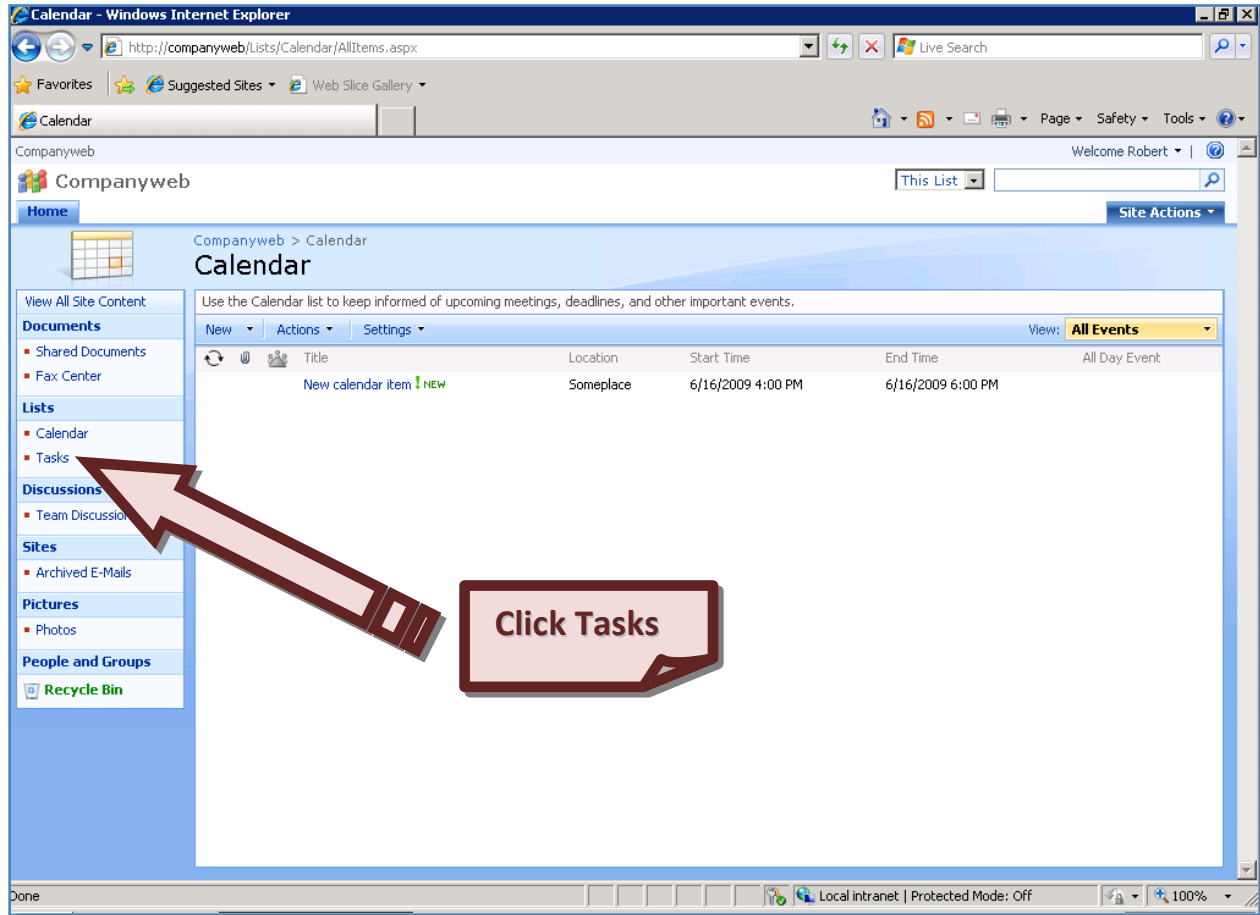 Calendar - Windows Internet Explorer
http://companyweb/Lists/Calendar/AllItems.aspx
Live Search
Favorites Suggested Sites Web Slice Gallery
Calendar
Page Safety Tools
Companyweb
Welcome Robert |
Companyweb
This List
Home
Site Actions
Companyweb > Calendar
Calendar
View All Site Content
Use the Calendar list to keep informed of upcoming meetings, deadlines, and other important events.
Documents
New Actions Settings
View: All Events
Shared Documents
Title Location Start Time End Time All Day Event
Fax Center
New calendar item ! NEW Someplace 6/16/2009 4:00 PM 6/16/2009 6:00 PM
Lists
Calendar
Tasks
Discussions
Team Discussion
Sites
Archived E-Mails
Pictures
Click Tasks
Photos
People and Groups
Recycle Bin
Done
Local intranet | Protected Mode: Off
100%